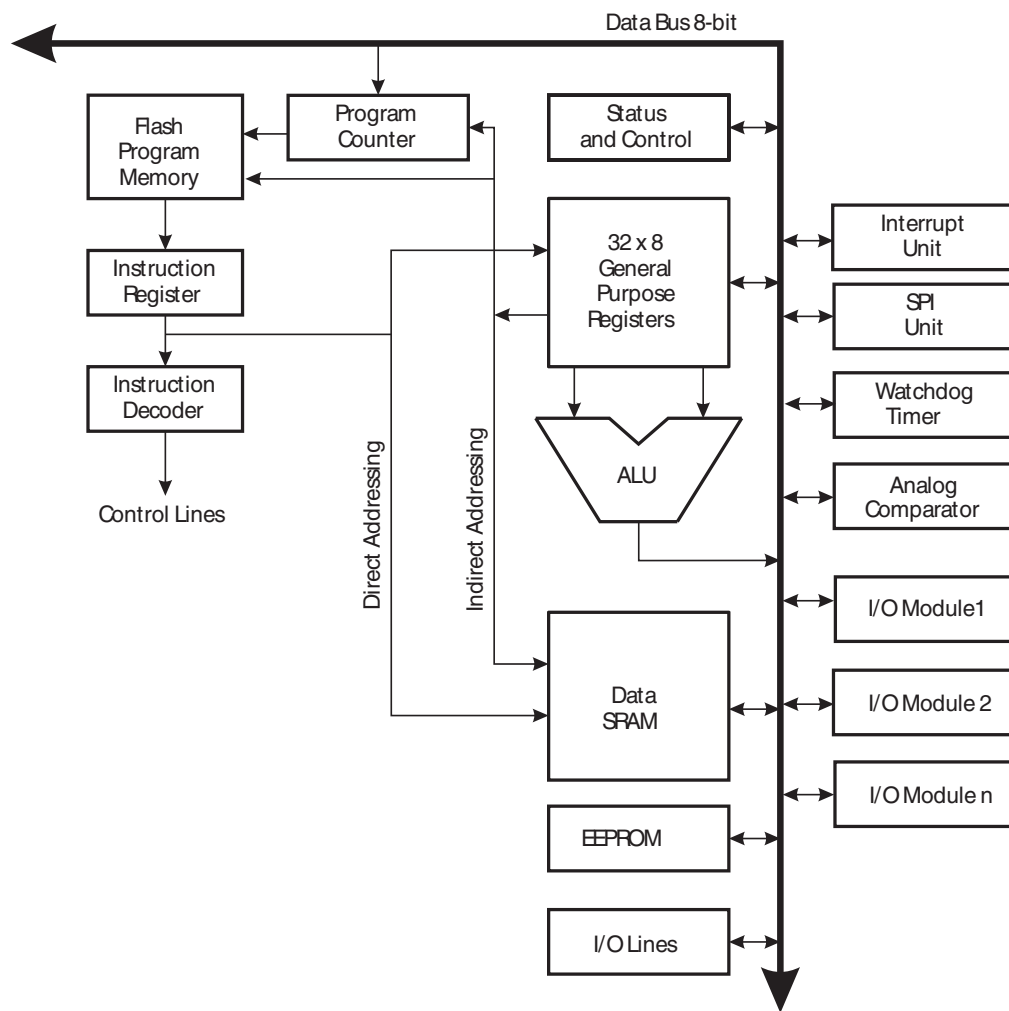 Data Bus 8-bit
Flash
Program
Memory
Program
Counter
Status
and Control
Interrupt
Unit
32 x 8
General
Purpose
Registers
Instruction
Register
SPI
Unit
Instruction
Decoder
Watchdog
Timer
Direct Addressing
Indirect Addressing
ALU
Analog
Comparator
Control Lines
I/O Module1
Data
SRAM
I/O Module 2
I/O Module n
EEPROM
I/O Lines